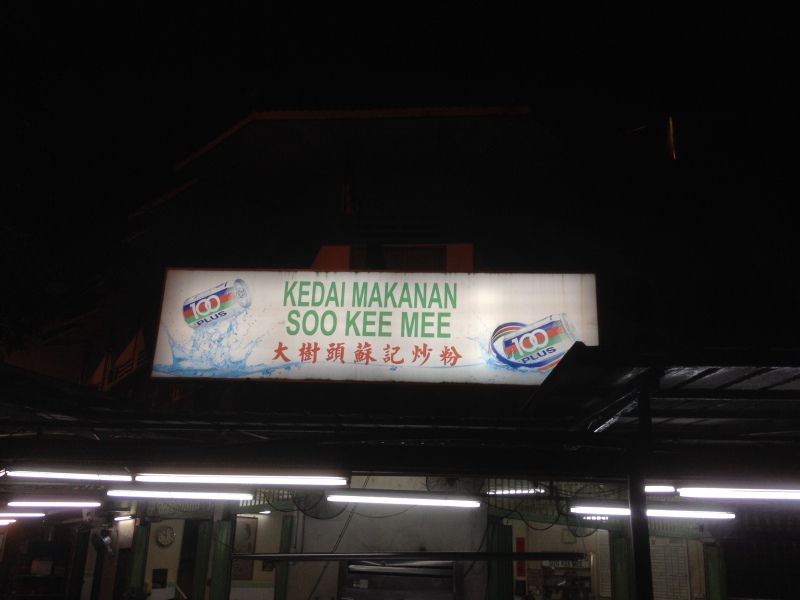 KEDAI MAKANAN
SOO KEE MEE
大樹頭蘇記炒粉
100
PLUS
100
PLUS